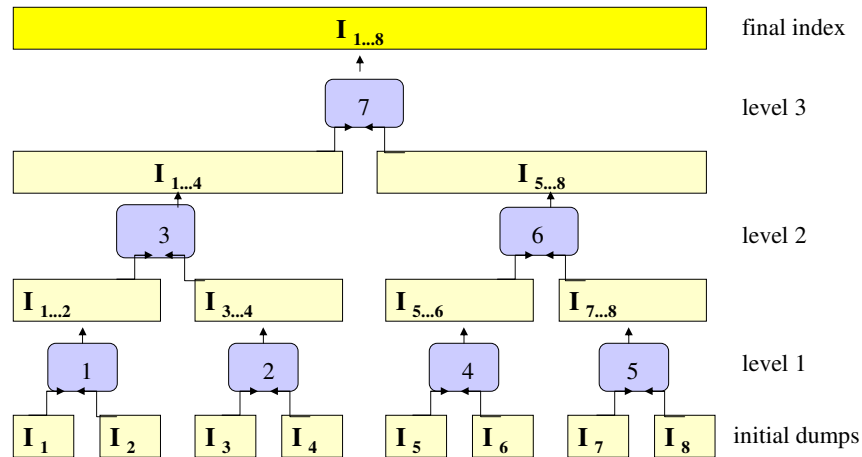 I 1...8 final index
7 level 3
I 1...4 I 5...8
3 6 level 2
I 1...2 I 3...4 I 5...6 I 7...8
1 2 4 5 level 1
I 1 I 2 I 3 I 4 I 5 I 6 I 7 I 8 initial dumps